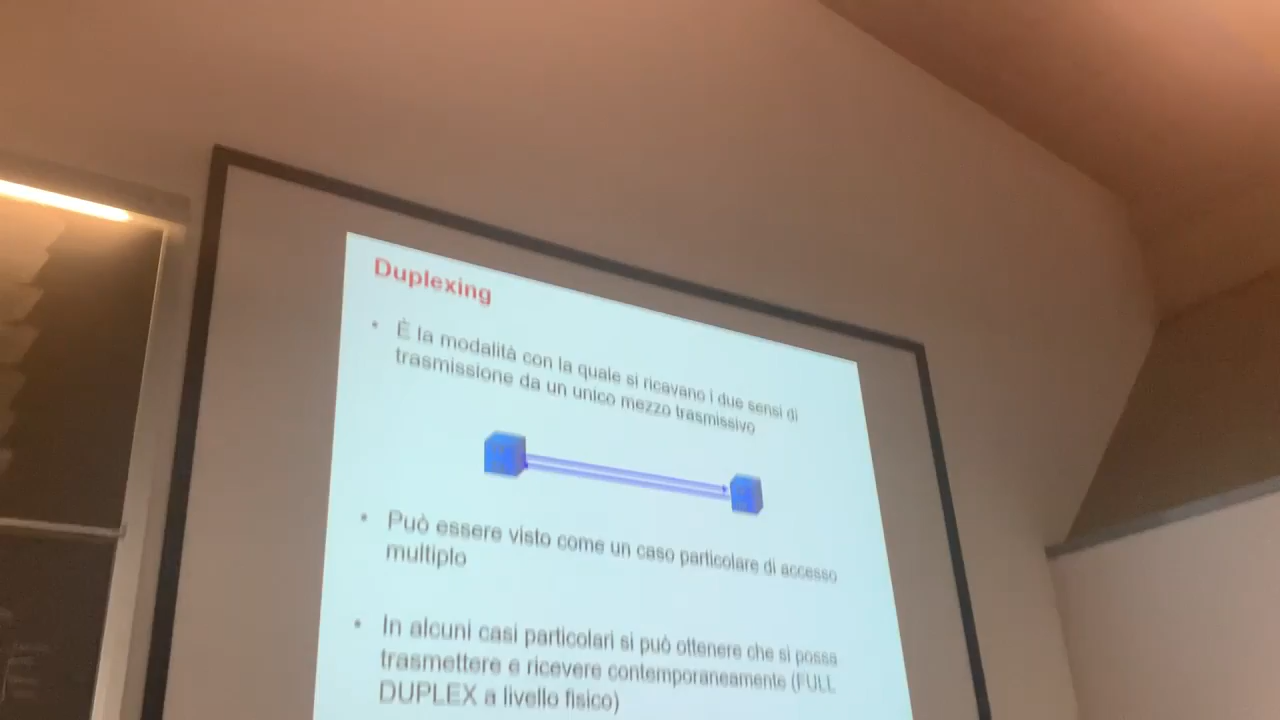 Duplexing
• È la modalità con la quale si ricavano i due sensi di
trasmissione da un unico mezzo trasmissivo
• Può essere visto come un caso particolare di accesso
multiplo
• In alcuni casi particolari si può ottenere che si possa
trasmettere e ricevere contemporaneamente (FULL
DUPLEX a livello fisico)